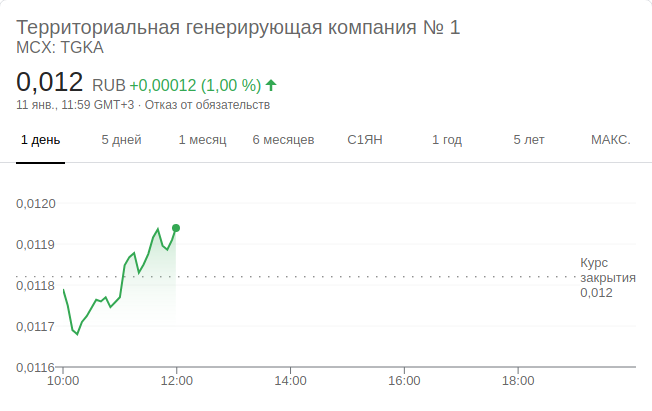 Территориальная генерирующая компания № 1
MCX: TGKA
0,012 RUB +0,00012 (1,00 %)
11 янв., 11:59 GMT+3 · Отказ от обязательств
1 день 5 дней 1 месяц 6 месяцев С1ЯН 1 год 5 лет МАКС.
0,0120
0,0119
Курс
закрытия
0,012
0,0118
0,0117
0,0116
10:00 12:00 14:00 16:00 18:00